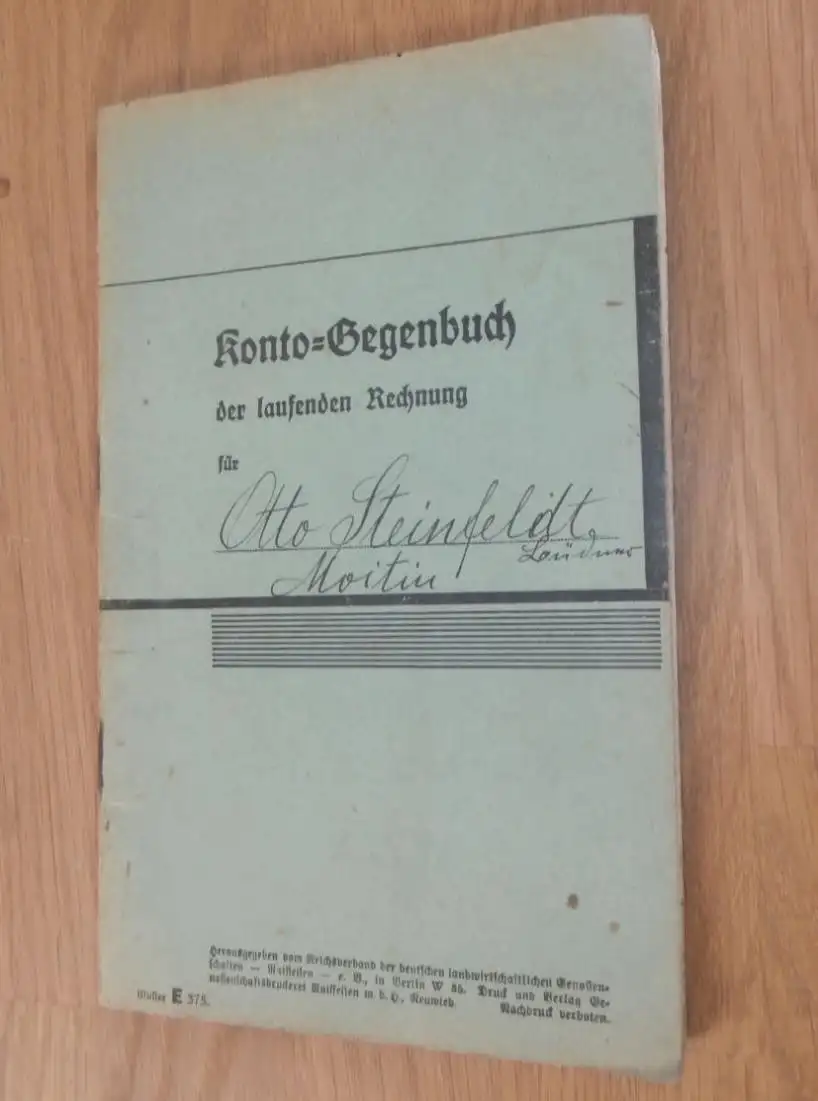 Konto=Gegenbuch
der laufenden Rechnung
für
Otto Steinfeldt
Büdner
Moitin
Herausgegeben vom Reichsverband der deutschen landwirtschaftlichen Genossen=
schaften — Raiffeisen — e. V., in Berlin W 35. Druck und Verlag Ge=
nossenschaftsdruckerei Raiffeisen m. b. H., Neuwied. Nachdruck verboten.
Muster E 375.